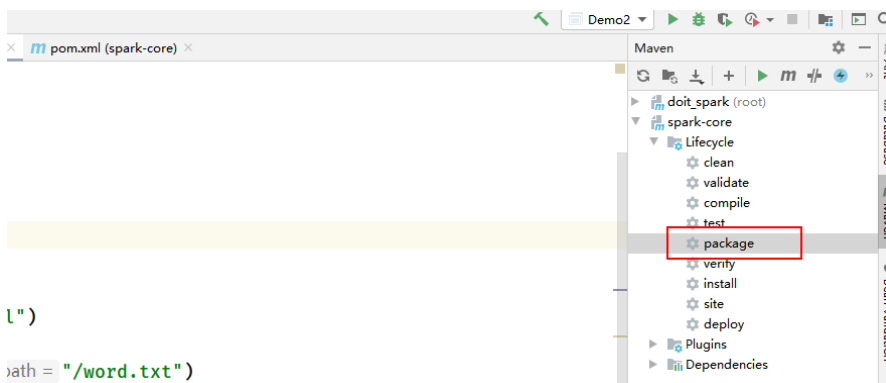 Demo2
pom.xml (spark-core)
Maven
doit_spark (root)
spark-core
Lifecycle
clean
validate
compile
test
package
verify
install
site
deploy
l")
path = "/word.txt")
Plugins
Dependencies